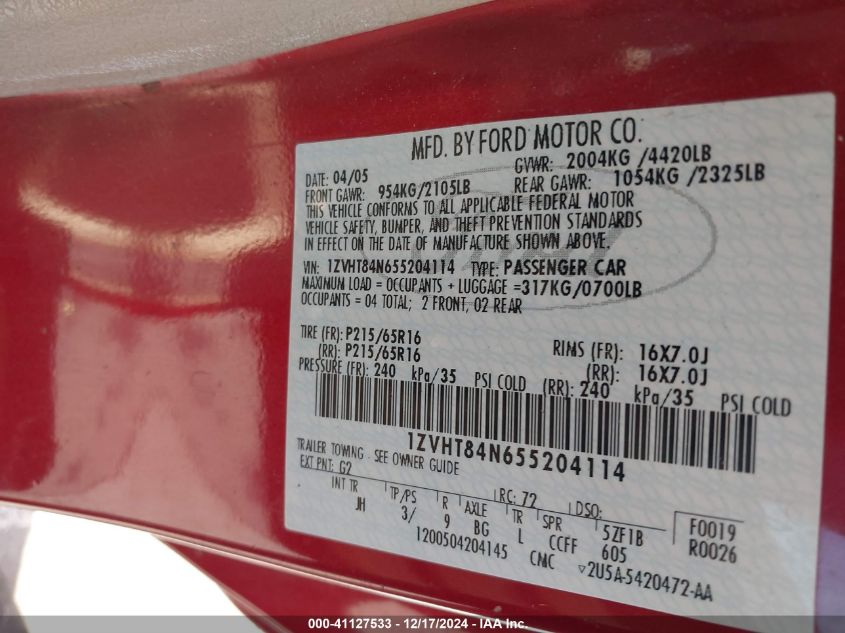 MFD. BY FORD MOTOR CO.
DATE: 04/05 GVWR: 2004KG /4420LB
FRONT GAWR: 954KG/2105LB REAR GAWR: 1054KG /2325LB
THIS VEHICLE CONFORMS TO ALL APPLICABLE FEDERAL MOTOR
VEHICLE SAFETY, BUMPER, AND THEFT PREVENTION STANDARDS
IN EFFECT ON THE DATE OF MANUFACTURE SHOWN ABOVE.
VIN: 1ZVHT84N655204114 TYPE: PASSENGER CAR
MAXIMUM LOAD = OCCUPANTS + LUGGAGE =317KG/0700LB
OCCUPANTS = 04 TOTAL; 2 FRONT, 02 REAR
TIRE (FR): P215/65R16 RIMS (FR): 16X7.0J
(RR): P215/65R16 (RR): 16X7.0J
PRESSURE (FR): 240 kPa/35 PSI COLD (RR): 240 kPa/35 PSI COLD
1ZVHT84N655204114
TRAILER TOWING - SEE OWNER GUIDE
EXT PNT: G2 RC: 72 DSO:
INT TR TP/PS R AXLE TR SPR 5ZF1B F0019
JH 3/ 9 BG L CCFF 605 R0026
1200504204145 CMC ▽2U5A-5420472-AA
000-41127533 - 12/17/2024 - IAA Inc.